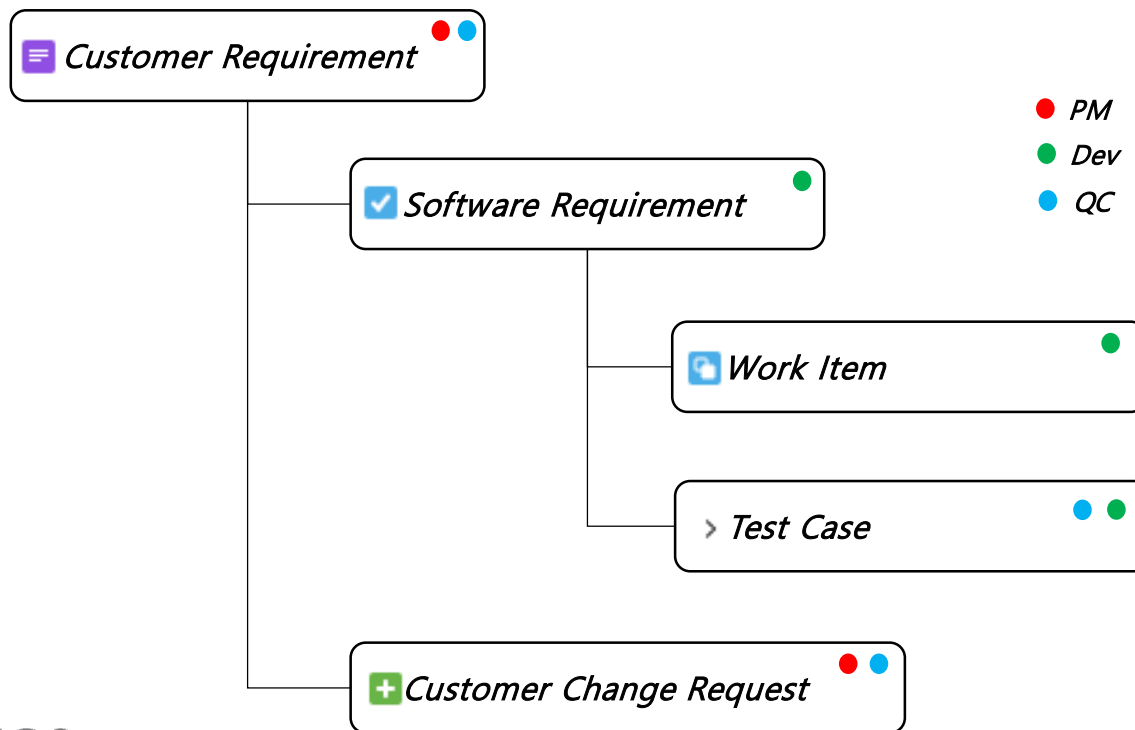 Customer Requirement
PM
Dev
Software Requirement
QC
Work Item
Test Case
Customer Change Request